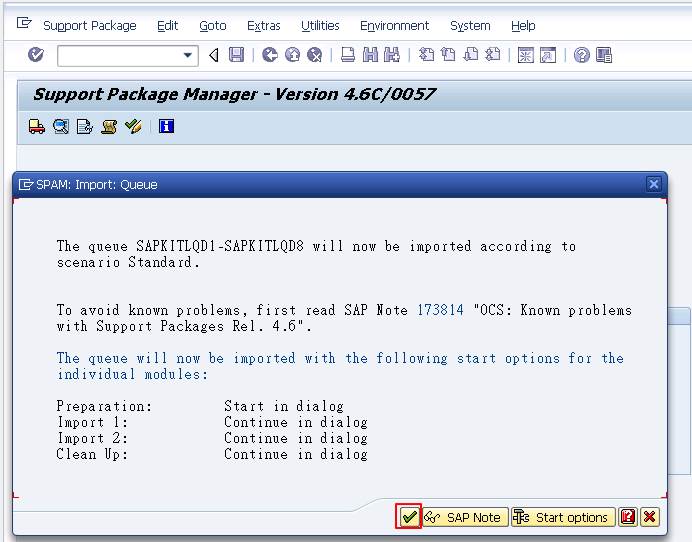 Support Package Edit Goto Extras Utilities Environment System Help
Support Package Manager - Version 4.6C/0057
SPAM: Import: Queue
The queue SAPKITLQD1-SAPKITLQD8 will now be imported according to
scenario Standard.
To avoid known problems, first read SAP Note 173814 "OCS: Known problems
with Support Packages Rel. 4.6".
The queue will now be imported with the following start options for the
individual modules:
Preparation: Start in dialog
Import 1: Continue in dialog
Import 2: Continue in dialog
Clean Up: Continue in dialog
SAP Note Start options